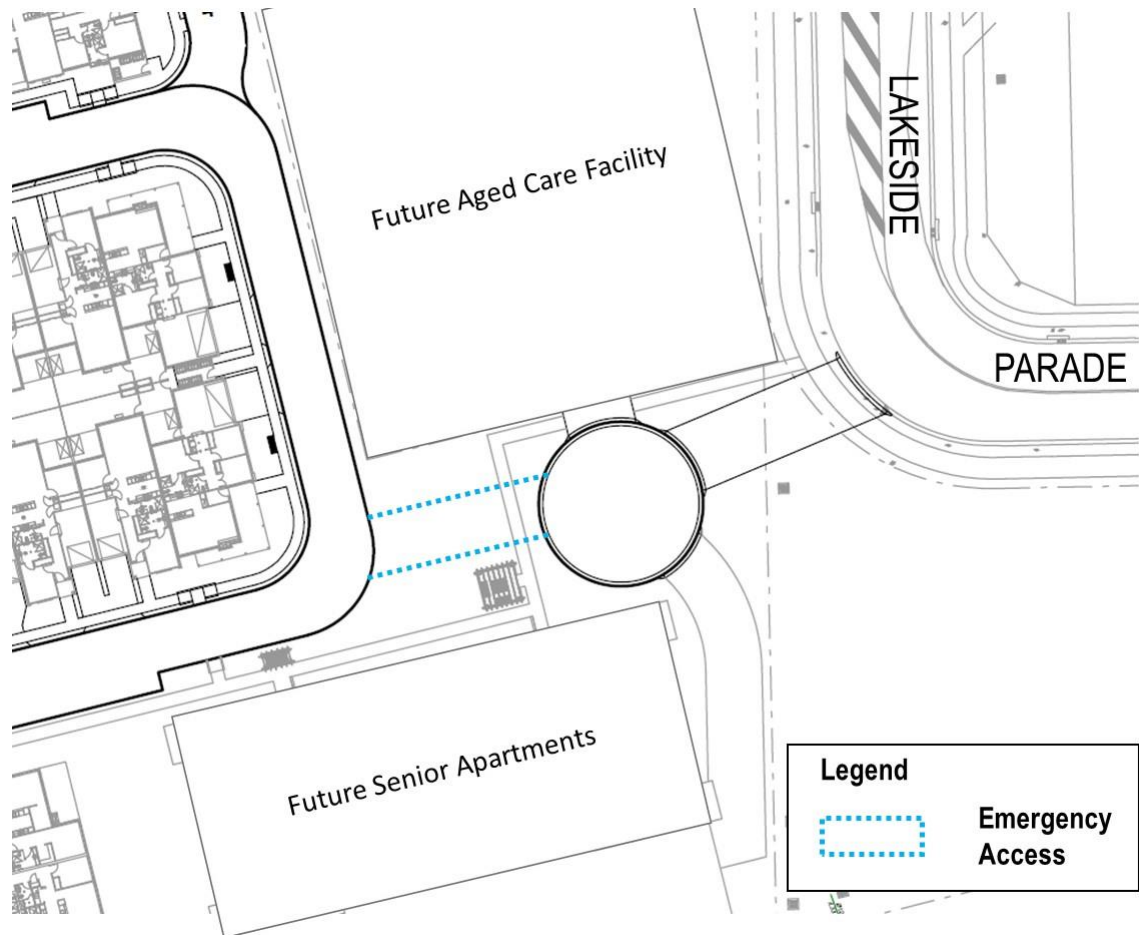 LAKESIDE
PARADE
Future Aged Care Facility
Future Senior Apartments
Legend
Emergency
Access